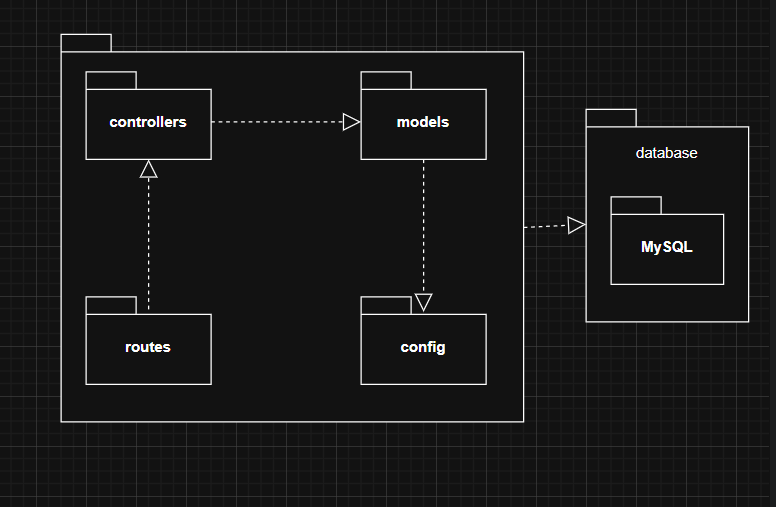 controllers
models
database
MySQL
routes
config